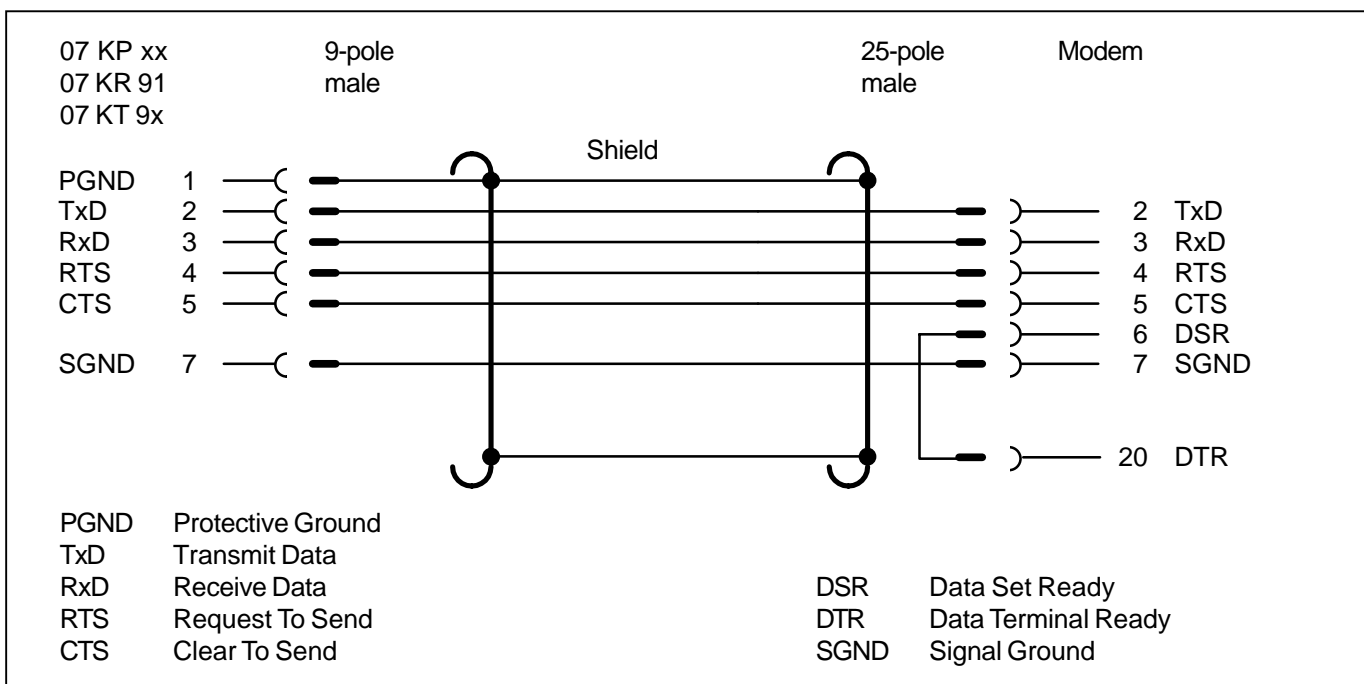 07 KP xx 9-pole 25-pole Modem
07 KR 91 male male
07 KT 9x
Shield
PGND 1
TxD 2 2 TxD
RxD 3 3 RxD
RTS 4 4 RTS
CTS 5 5 CTS
6 DSR
SGND 7 7 SGND
20 DTR
PGND Protective Ground
TxD Transmit Data
RxD Receive Data DSR Data Set Ready
RTS Request To Send DTR Data Terminal Ready
CTS Clear To Send SGND Signal Ground